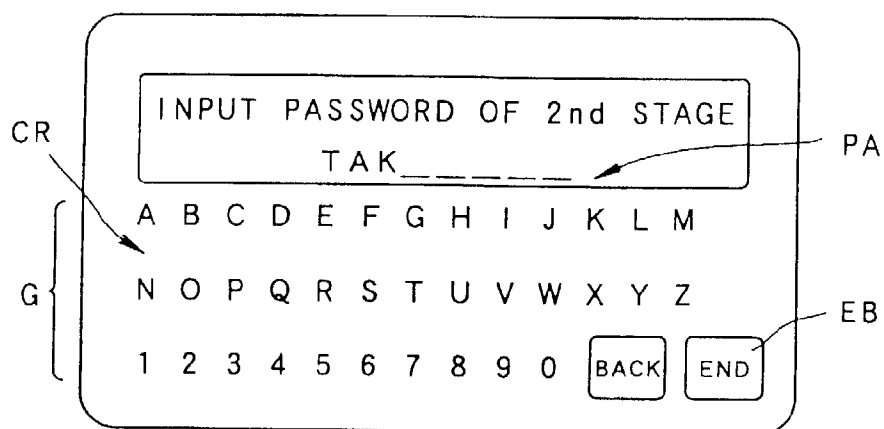 INPUT PASSWORD OF 2nd STAGE
CR
TAK_____
PA
A B C D E F G H I J K L M
G
N O P Q R S T U V W X Y Z
EB
1 2 3 4 5 6 7 8 9 0 BACK END